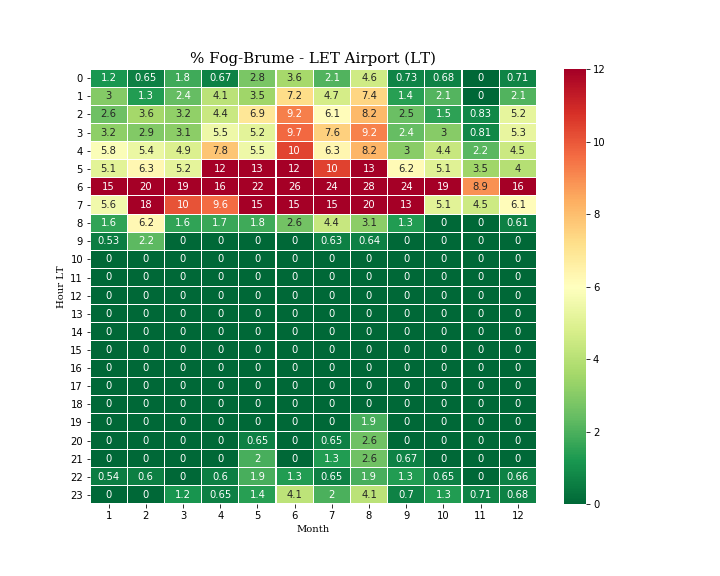 % Fog-Brume - LET Airport (LT)
0 1.2 0.65 1.8 0.67 2.8 3.6 2.1 4.6 0.73 0.68 0 0.71
1 3 1.3 2.4 4.1 3.5 7.2 4.7 7.4 1.4 2.1 0 2.1
2 2.6 3.6 3.2 4.4 6.9 9.2 6.1 8.2 2.5 1.5 0.83 5.2
3 3.2 2.9 3.1 5.5 5.2 9.7 7.6 9.2 2.4 3 0.81 5.3
4 5.8 5.4 4.9 7.8 5.5 10 6.3 8.2 3 4.4 2.2 4.5
5 5.1 6.3 5.2 12 13 12 10 13 6.2 5.1 3.5 4
6 15 20 19 16 22 26 24 28 24 19 8.9 16
7 5.6 18 10 9.6 15 15 15 20 13 5.1 4.5 6.1
8 1.6 6.2 1.6 1.7 1.8 2.6 4.4 3.1 1.3 0 0 0.61
9 0.53 2.2 0 0 0 0 0.63 0.64 0 0 0 0
10 0 0 0 0 0 0 0 0 0 0 0 0
11 0 0 0 0 0 0 0 0 0 0 0 0
12 0 0 0 0 0 0 0 0 0 0 0 0
13 0 0 0 0 0 0 0 0 0 0 0 0
14 0 0 0 0 0 0 0 0 0 0 0 0
15 0 0 0 0 0 0 0 0 0 0 0 0
16 0 0 0 0 0 0 0 0 0 0 0 0
17 0 0 0 0 0 0 0 0 0 0 0 0
18 0 0 0 0 0 0 0 0 0 0 0 0
19 0 0 0 0 0 0 0 1.9 0 0 0 0
20 0 0 0 0 0.65 0 0.65 2.6 0 0 0 0
21 0 0 0 0 2 0 1.3 2.6 0.67 0 0 0
22 0.54 0.6 0 0.6 1.9 1.3 0.65 1.9 1.3 0.65 0 0.66
23 0 0 1.2 0.65 1.4 4.1 2 4.1 0.7 1.3 0.71 0.68
1 2 3 4 5 6 7 8 9 10 11 12
Month
Hour LT
12
10
8
6
4
2
0